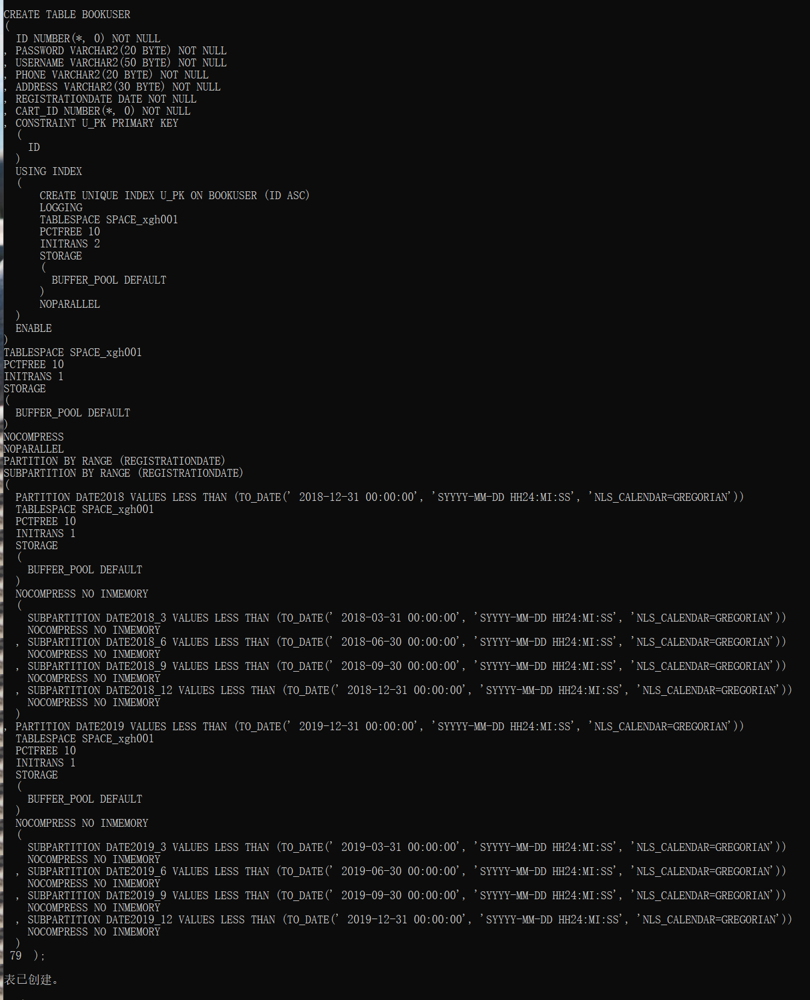 CREATE TABLE BOOKUSER
(
  ID NUMBER(*, 0) NOT NULL
, PASSWORD VARCHAR2(20 BYTE) NOT NULL
, USERNAME VARCHAR2(50 BYTE) NOT NULL
, PHONE VARCHAR2(20 BYTE) NOT NULL
, ADDRESS VARCHAR2(30 BYTE) NOT NULL
, REGISTRATIONDATE DATE NOT NULL
, CART_ID NUMBER(*, 0) NOT NULL
, CONSTRAINT U_PK PRIMARY KEY
  (
    ID
  )
  USING INDEX
  (
      CREATE UNIQUE INDEX U_PK ON BOOKUSER (ID ASC)
      LOGGING
      TABLESPACE SPACE_xgh001
      PCTFREE 10
      INITRANS 2
      STORAGE
      (
        BUFFER_POOL DEFAULT
      )
      NOPARALLEL
  )
  ENABLE
)
TABLESPACE SPACE_xgh001
PCTFREE 10
INITRANS 1
STORAGE
(
  BUFFER_POOL DEFAULT
)
NOCOMPRESS
NOPARALLEL
PARTITION BY RANGE (REGISTRATIONDATE)
SUBPARTITION BY RANGE (REGISTRATIONDATE)
(
  PARTITION DATE2018 VALUES LESS THAN (TO_DATE(' 2018-12-31 00:00:00', 'SYYYY-MM-DD HH24:MI:SS', 'NLS_CALENDAR=GREGORIAN'))
  TABLESPACE SPACE_xgh001
  PCTFREE 10
  INITRANS 1
  STORAGE
  (
    BUFFER_POOL DEFAULT
  )
  NOCOMPRESS NO INMEMORY
  (
    SUBPARTITION DATE2018_3 VALUES LESS THAN (TO_DATE(' 2018-03-31 00:00:00', 'SYYYY-MM-DD HH24:MI:SS', 'NLS_CALENDAR=GREGORIAN'))
    NOCOMPRESS NO INMEMORY
  , SUBPARTITION DATE2018_6 VALUES LESS THAN (TO_DATE(' 2018-06-30 00:00:00', 'SYYYY-MM-DD HH24:MI:SS', 'NLS_CALENDAR=GREGORIAN'))
    NOCOMPRESS NO INMEMORY
  , SUBPARTITION DATE2018_9 VALUES LESS THAN (TO_DATE(' 2018-09-30 00:00:00', 'SYYYY-MM-DD HH24:MI:SS', 'NLS_CALENDAR=GREGORIAN'))
    NOCOMPRESS NO INMEMORY
  , SUBPARTITION DATE2018_12 VALUES LESS THAN (TO_DATE(' 2018-12-31 00:00:00', 'SYYYY-MM-DD HH24:MI:SS', 'NLS_CALENDAR=GREGORIAN'))
    NOCOMPRESS NO INMEMORY
  )
, PARTITION DATE2019 VALUES LESS THAN (TO_DATE(' 2019-12-31 00:00:00', 'SYYYY-MM-DD HH24:MI:SS', 'NLS_CALENDAR=GREGORIAN'))
  TABLESPACE SPACE_xgh001
  PCTFREE 10
  INITRANS 1
  STORAGE
  (
    BUFFER_POOL DEFAULT
  )
  NOCOMPRESS NO INMEMORY
  (
    SUBPARTITION DATE2019_3 VALUES LESS THAN (TO_DATE(' 2019-03-31 00:00:00', 'SYYYY-MM-DD HH24:MI:SS', 'NLS_CALENDAR=GREGORIAN'))
    NOCOMPRESS NO INMEMORY
  , SUBPARTITION DATE2019_6 VALUES LESS THAN (TO_DATE(' 2019-06-30 00:00:00', 'SYYYY-MM-DD HH24:MI:SS', 'NLS_CALENDAR=GREGORIAN'))
    NOCOMPRESS NO INMEMORY
  , SUBPARTITION DATE2019_9 VALUES LESS THAN (TO_DATE(' 2019-09-30 00:00:00', 'SYYYY-MM-DD HH24:MI:SS', 'NLS_CALENDAR=GREGORIAN'))
    NOCOMPRESS NO INMEMORY
  , SUBPARTITION DATE2019_12 VALUES LESS THAN (TO_DATE(' 2019-12-31 00:00:00', 'SYYYY-MM-DD HH24:MI:SS', 'NLS_CALENDAR=GREGORIAN'))
    NOCOMPRESS NO INMEMORY
  )
 79  );
表已创建。